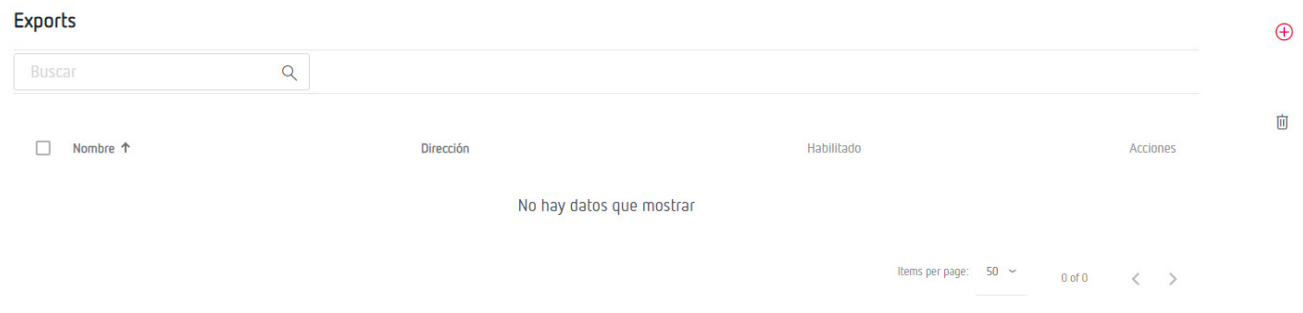 Exports
Buscar
Nombre Dirección Habilitado Acciones
No hay datos que mostrar
Items per page: 50 0 of 0